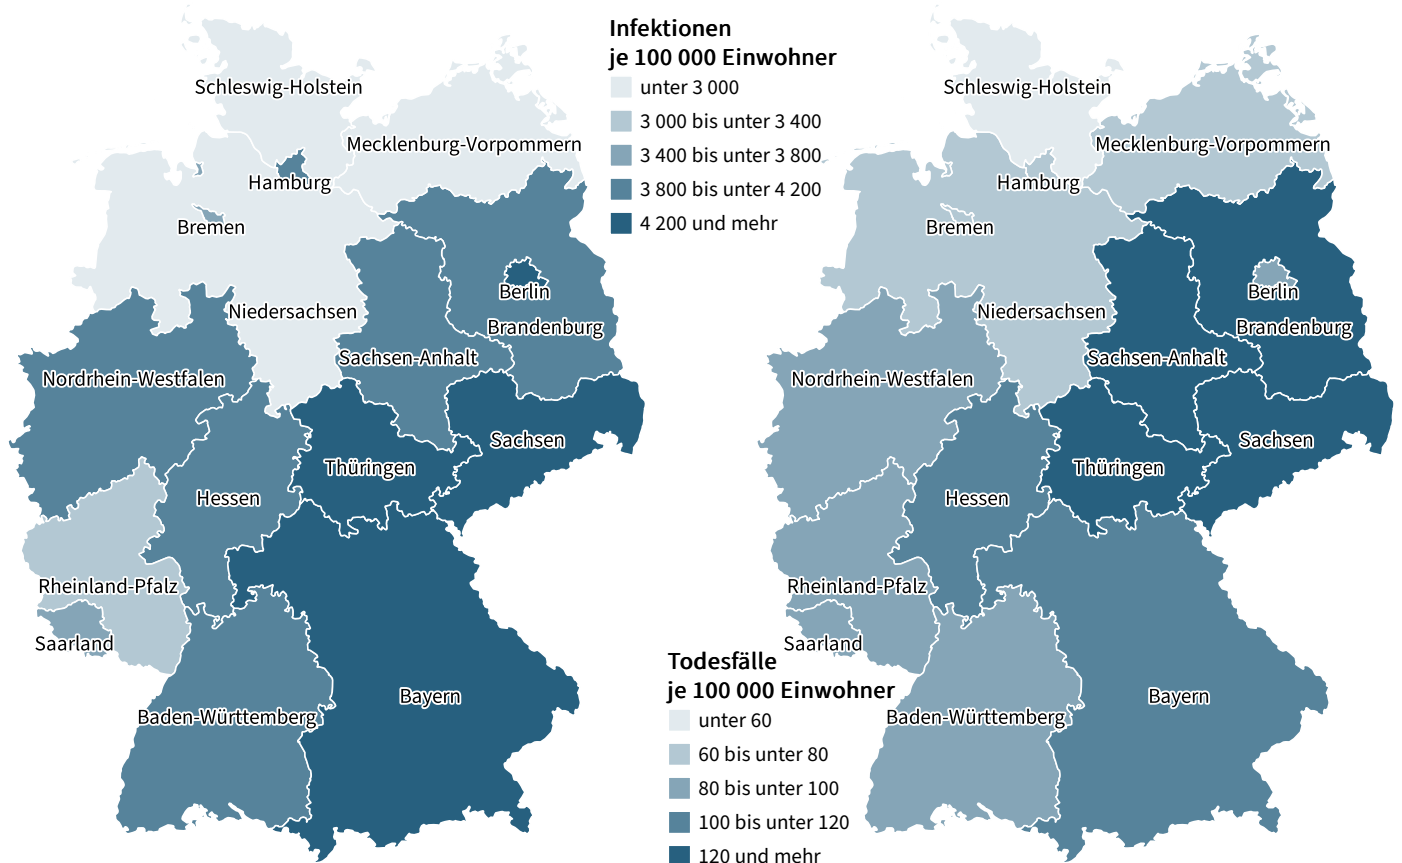 Infektionen
je 100 000 Einwohner
unter 3 000
3 000 bis unter 3 400
3 400 bis unter 3 800
3 800 bis unter 4 200
4 200 und mehr
Schleswig-Holstein
Mecklenburg-Vorpommern
Hamburg
Bremen
Berlin
Niedersachsen
Brandenburg
Sachsen-Anhalt
Nordrhein-Westfalen
Sachsen
Thüringen
Hessen
Rheinland-Pfalz
Saarland
Bayern
Baden-Württemberg
Todesfälle
je 100 000 Einwohner
unter 60
60 bis unter 80
80 bis unter 100
100 bis unter 120
120 und mehr
Schleswig-Holstein
Mecklenburg-Vorpommern
Hamburg
Bremen
Berlin
Niedersachsen
Brandenburg
Sachsen-Anhalt
Nordrhein-Westfalen
Sachsen
Thüringen
Hessen
Rheinland-Pfalz
Saarland
Bayern
Baden-Württemberg